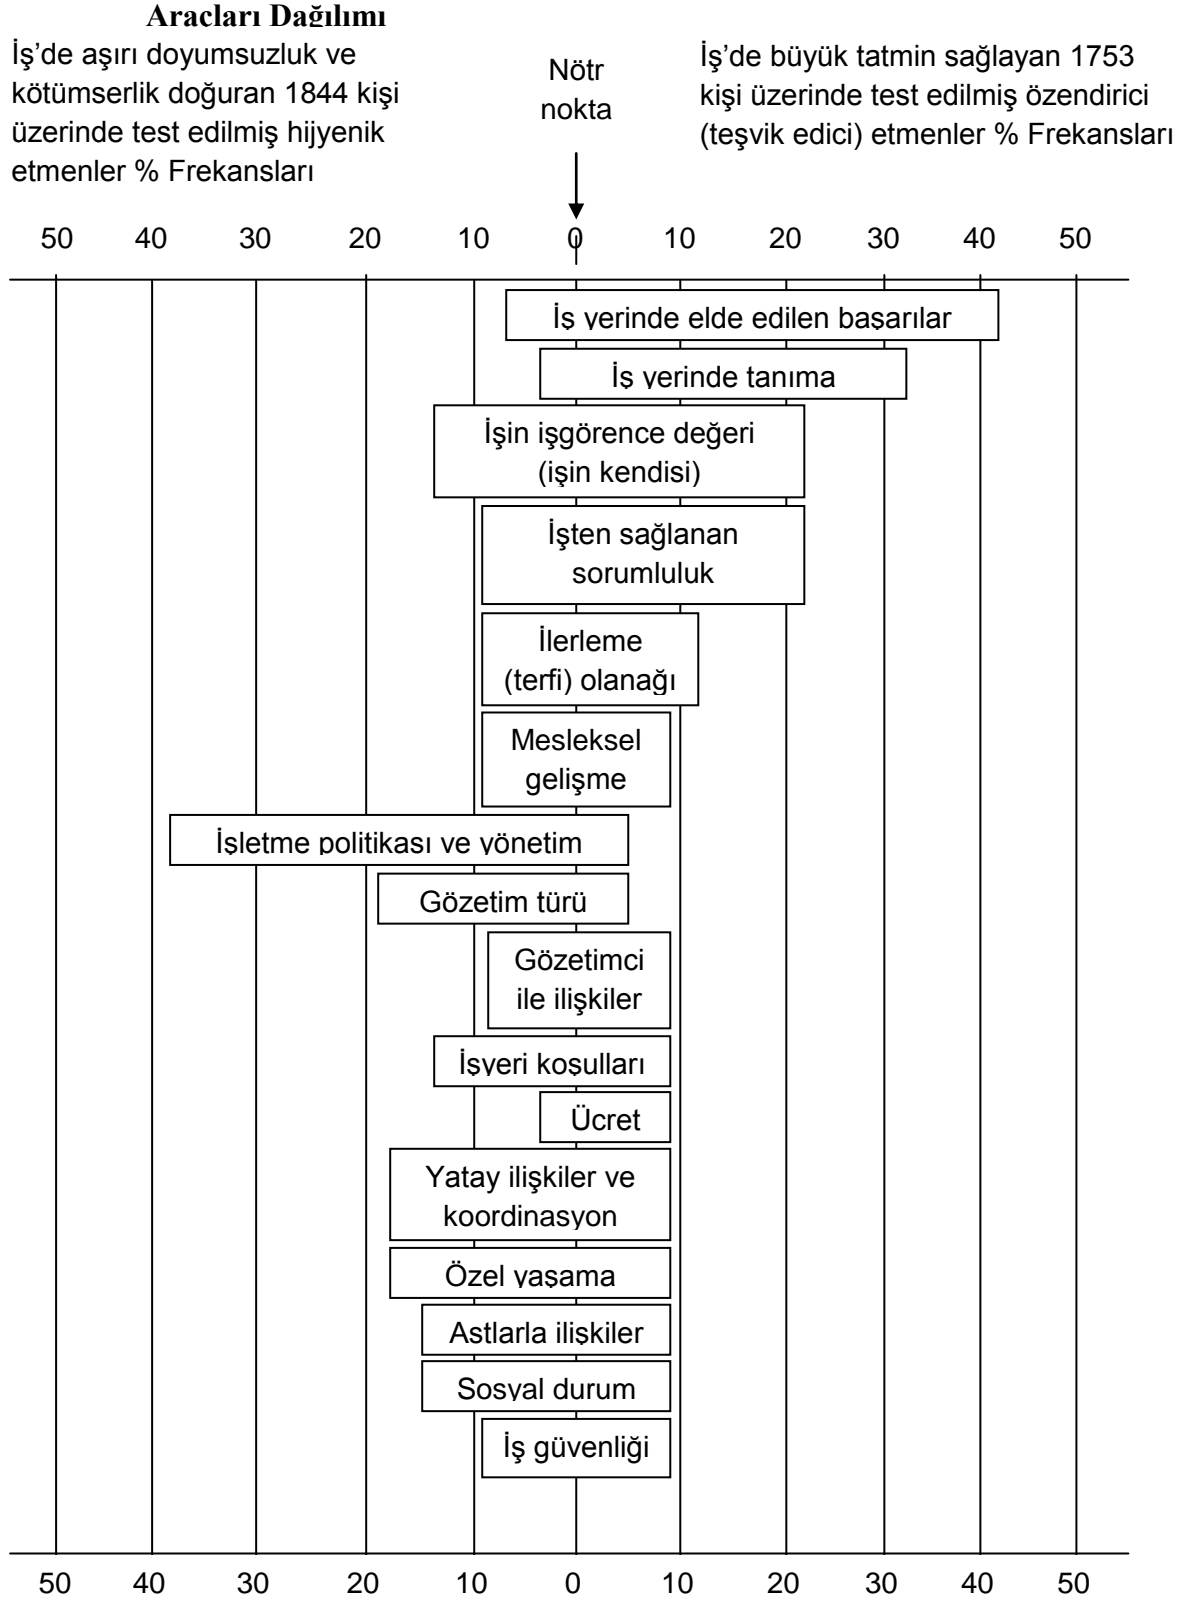 Araçları Dağılımı
İş’de aşırı doyumsuzluk ve
kötümserlik doğuran 1844 kişi
üzerinde test edilmiş hijyenik
etmenler % Frekansları
Nötr
nokta
İş’de büyük tatmin sağlayan 1753
kişi üzerinde test edilmiş özendirici
(teşvik edici) etmenler % Frekansları
50 40 30 20 10 0 10 20 30 40 50
İş yerinde elde edilen başarılar
İş yerinde tanıma
İşin işgörence değeri
(işin kendisi)
İşten sağlanan
sorumluluk
İlerleme
(terfi) olanağı
Mesleksel
gelişme
İşletme politikası ve yönetim
Gözetim türü
Gözetimci
ile ilişkiler
İşyeri koşulları
Ücret
Yatay ilişkiler ve
koordinasyon
Özel yaşama
Astlarla ilişkiler
Sosyal durum
İş güvenliği
50 40 30 20 10 0 10 20 30 40 50